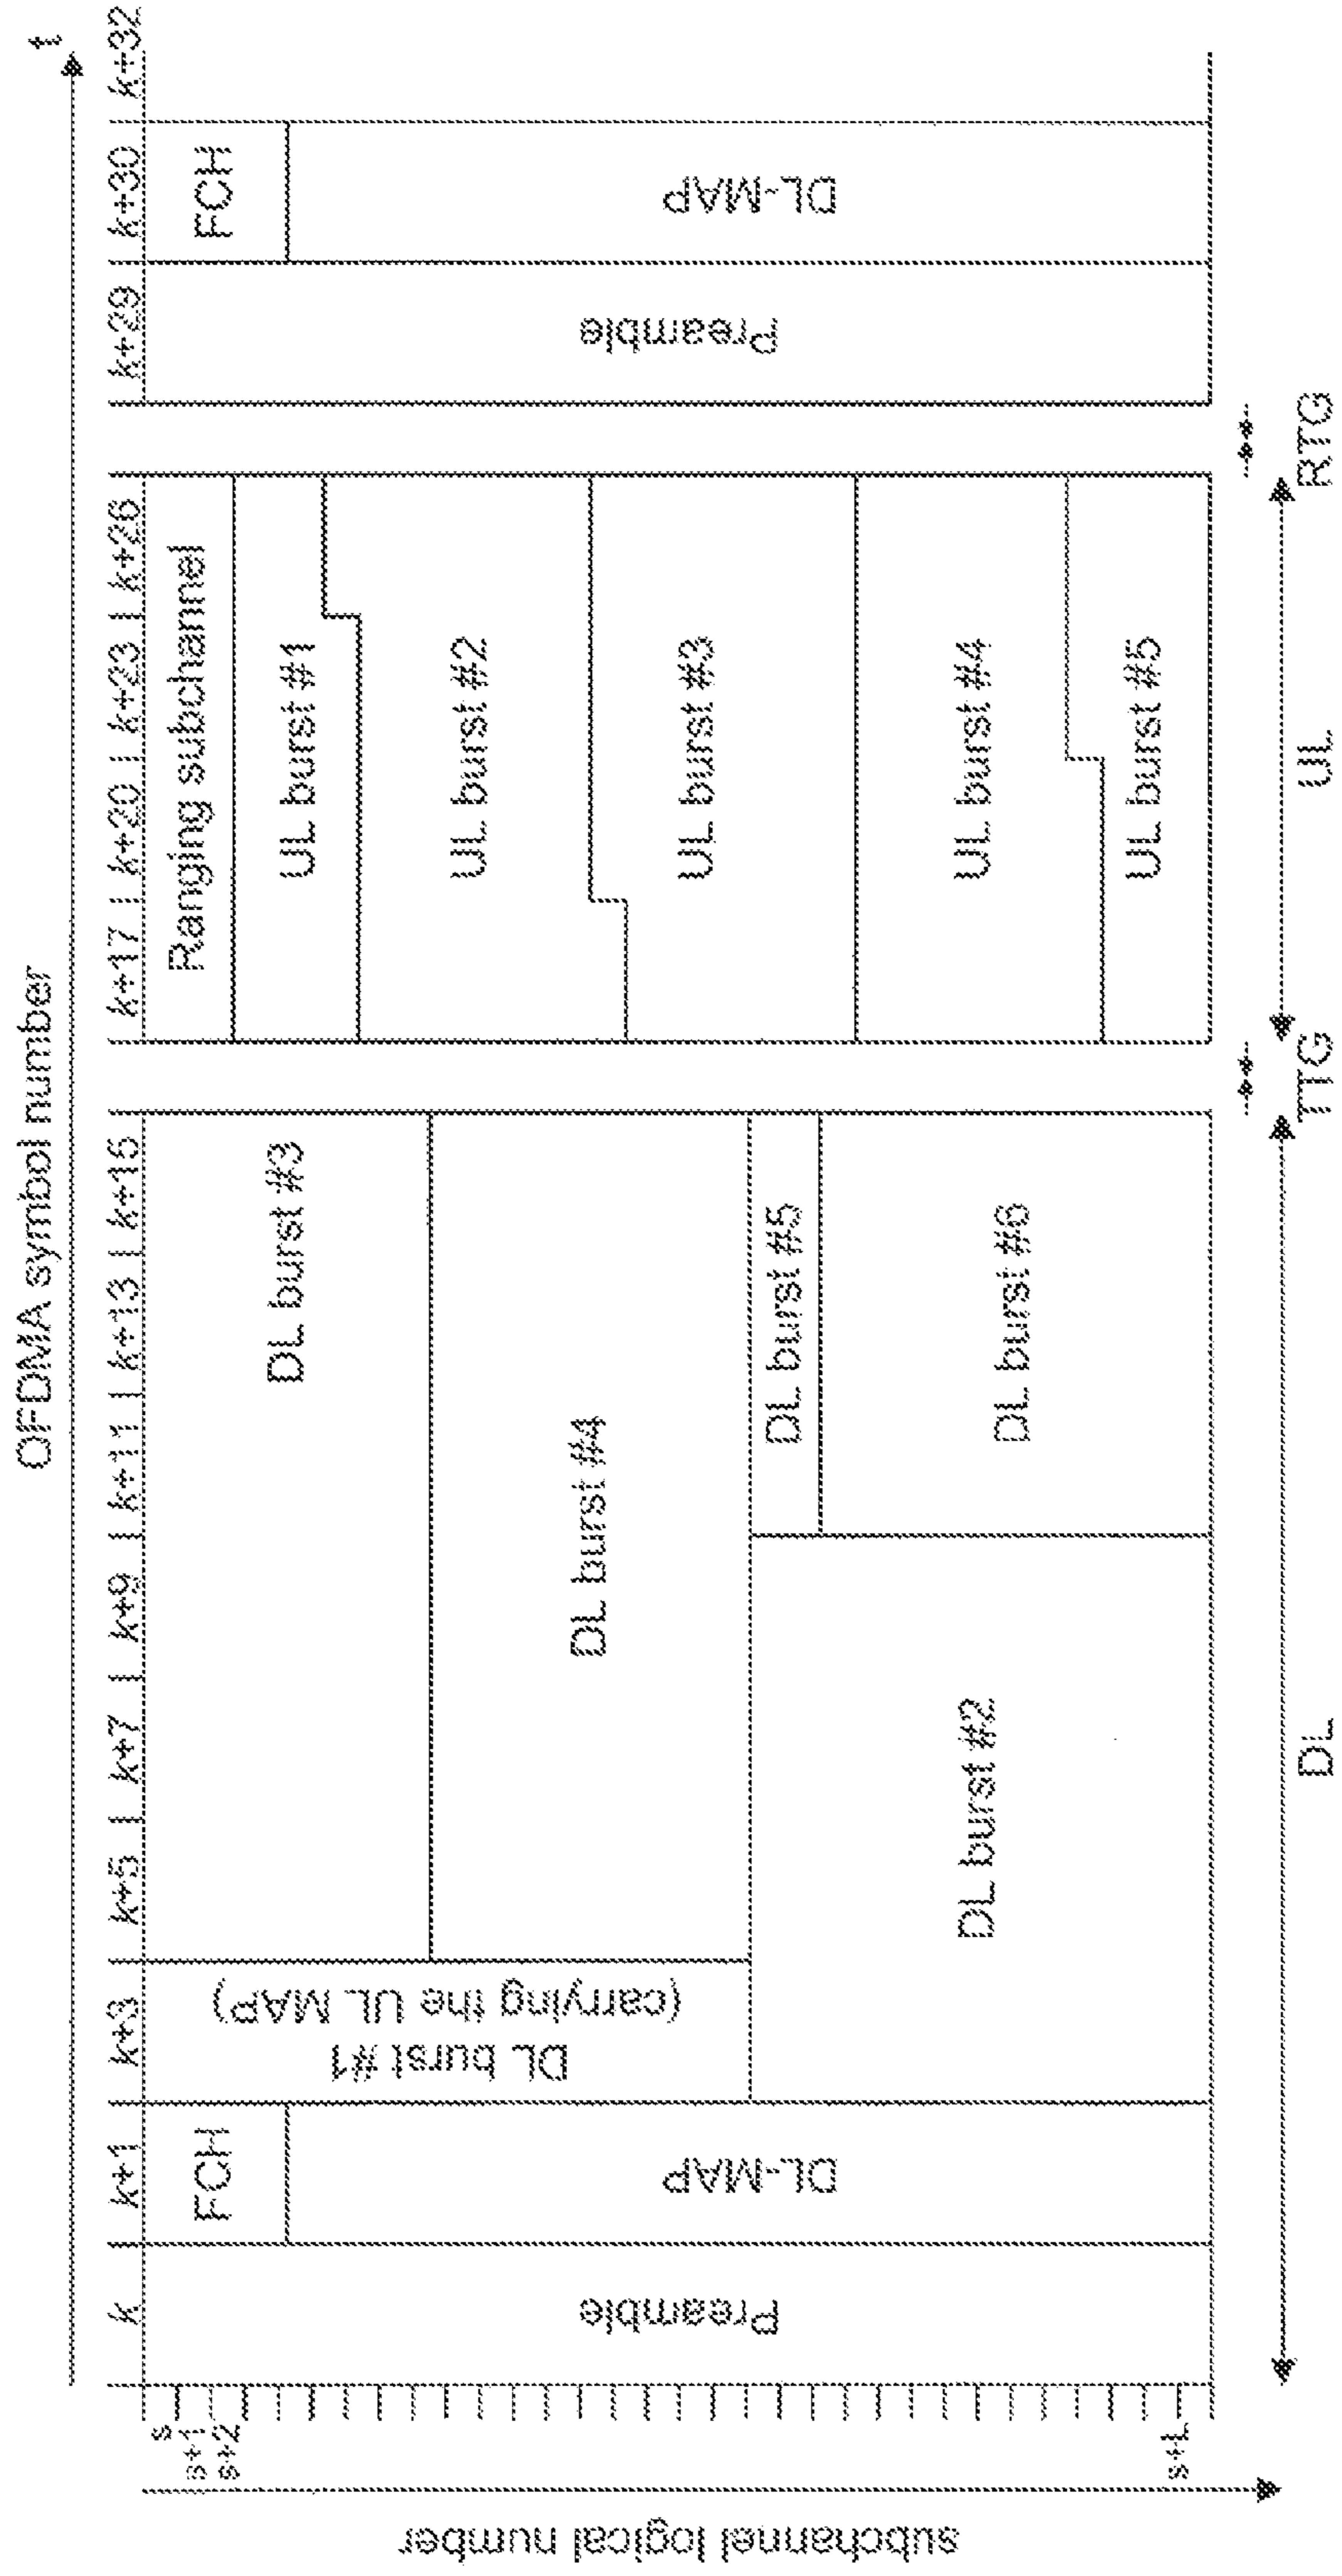 OFDMA symbol number
t
k
k+1
k+3
k+5
k+7
k+9
k+11
k+13
k+15
k+17
k+20
k+23
k+26
k+29
k+30
k+32
subchannel logical number
s
s+1
s+2
s+L
Preamble
FCH
DL-MAP
DL burst #1
(carrying the UL MAP)
DL burst #2
DL burst #3
DL burst #4
DL burst #5
DL burst #6
Ranging subchannel
UL burst #1
UL burst #2
UL burst #3
UL burst #4
UL burst #5
Preamble
FCH
DL-MAP
DL
TTG
UL
RTG